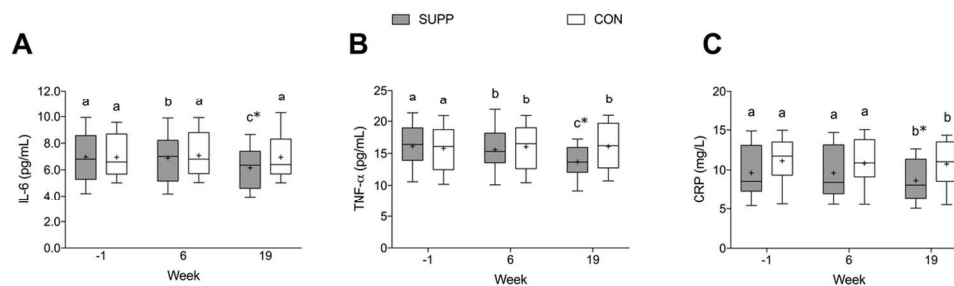 SUPP CON
A
B
C
IL-6 (pg/mL)
12.0
10.0
8.0
6.0
4.0
2.0
0.0
a a b a c* a
-1 6 19
Week
TNF-α (pg/mL)
25
20
15
10
5
0
a a b b c* b
-1 6 19
Week
CRP (mg/L)
20
15
10
5
0
a a a a b* b
-1 6 19
Week